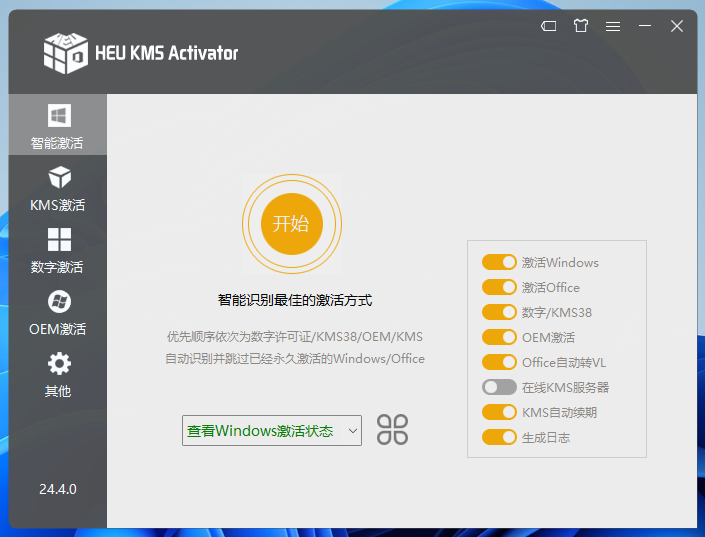 HEU KMS Activator
智能激活
KMS激活
数字激活
OEM激活
其他
24.4.0
开始
智能识别最佳的激活方式
优先顺序依次为数字许可证/KMS38/OEM/KMS
自动识别并跳过已经永久激活的Windows/Office
查看Windows激活状态
激活Windows
激活Office
数字/KMS38
OEM激活
Office自动转VL
在线KMS服务器
KMS自动续期
生成日志